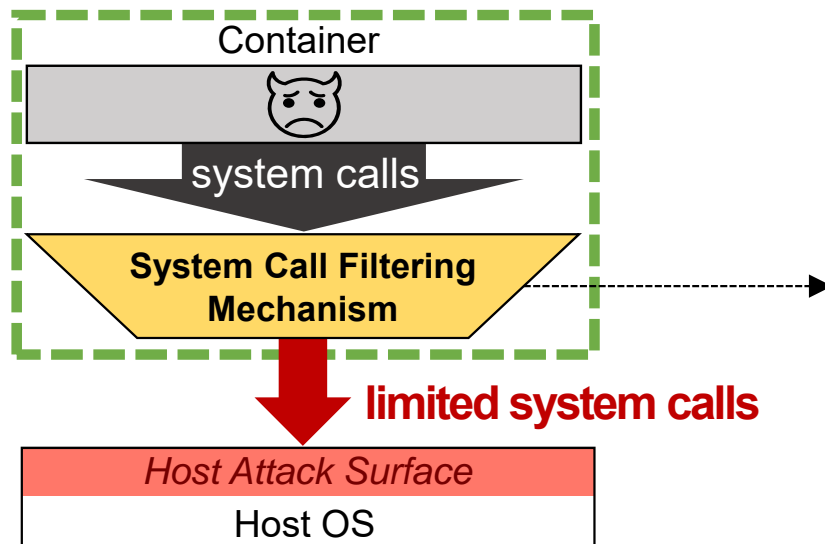 Container
system calls
System Call Filtering
Mechanism
limited system calls
Host Attack Surface
Host OS